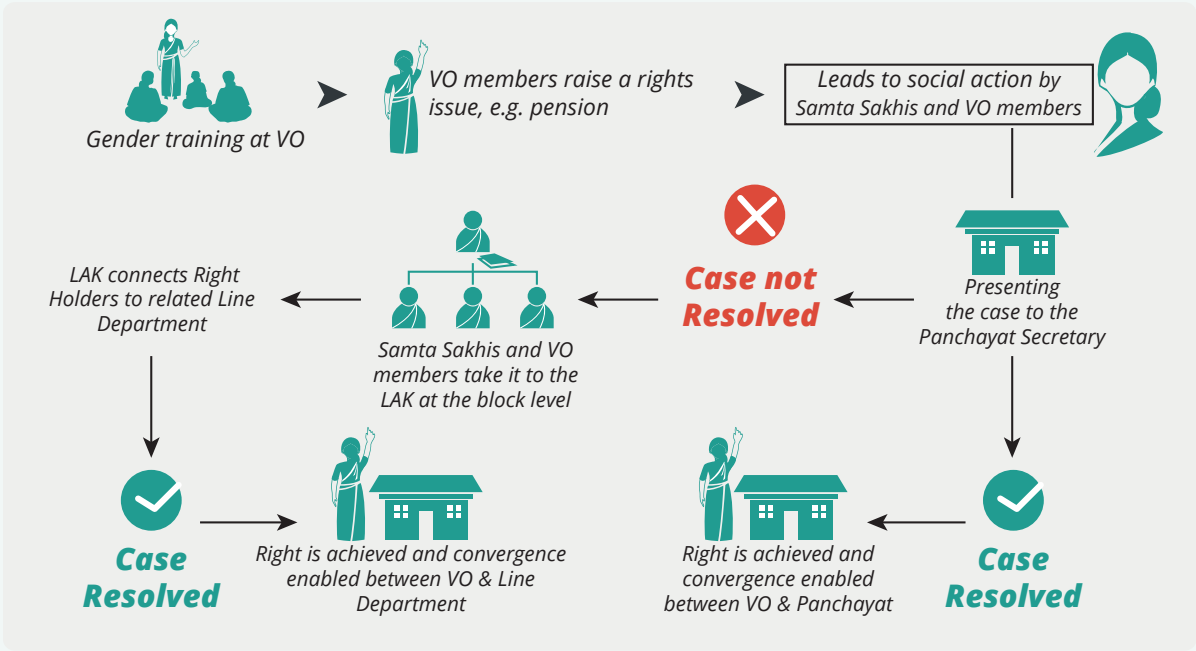 Gender training at VO
VO members raise a rights
issue, e.g. pension
Leads to social action by
Samta Sakhis and VO members
Presenting
the case to the
Panchayat Secretary
Case not
Resolved
Samta Sakhis and VO
members take it to the
LAK at the block level
LAK connects Right
Holders to related Line
Department
Case
Resolved
Right is achieved and convergence
enabled between VO & Line
Department
Case
Resolved
Right is achieved and
convergence enabled
between VO & Panchayat